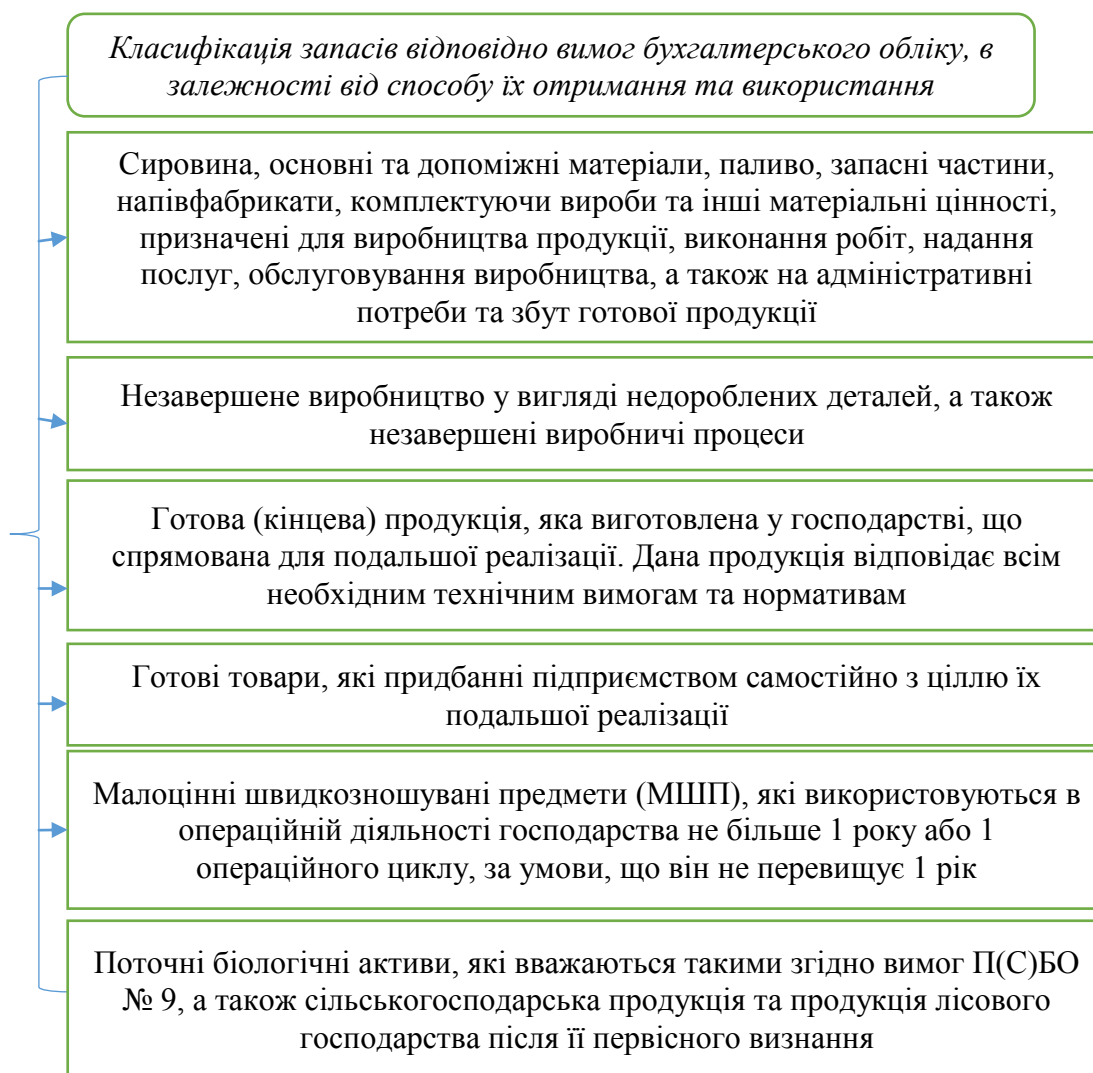 Класифікація запасів відповідно вимог бухгалтерського обліку, в
залежності від способу їх отримання та використання
Сировина, основні та допоміжні матеріали, паливо, запасні частини,
напівфабрикати, комплектуючи вироби та інші матеріальні цінності,
призначені для виробництва продукції, виконання робіт, надання
послуг, обслуговування виробництва, а також на адміністративні
потреби та збут готової продукції
Незавершене виробництво у вигляді недороблених деталей, а також
незавершені виробничі процеси
Готова (кінцева) продукція, яка виготовлена у господарстві, що
спрямована для подальшої реалізації. Дана продукція відповідає всім
необхідним технічним вимогам та нормативам
Готові товари, які придбанні підприємством самостійно з ціллю їх
подальшої реалізації
Малоцінні швидкозношувані предмети (МШП), які використовуються в
операційній діяльності господарства не більше 1 року або 1
операційного циклу, за умови, що він не перевищує 1 рік
Поточні біологічні активи, які вважаються такими згідно вимог П(С)БО
№ 9, а також сільськогосподарська продукція та продукція лісового
господарства після її первісного визнання